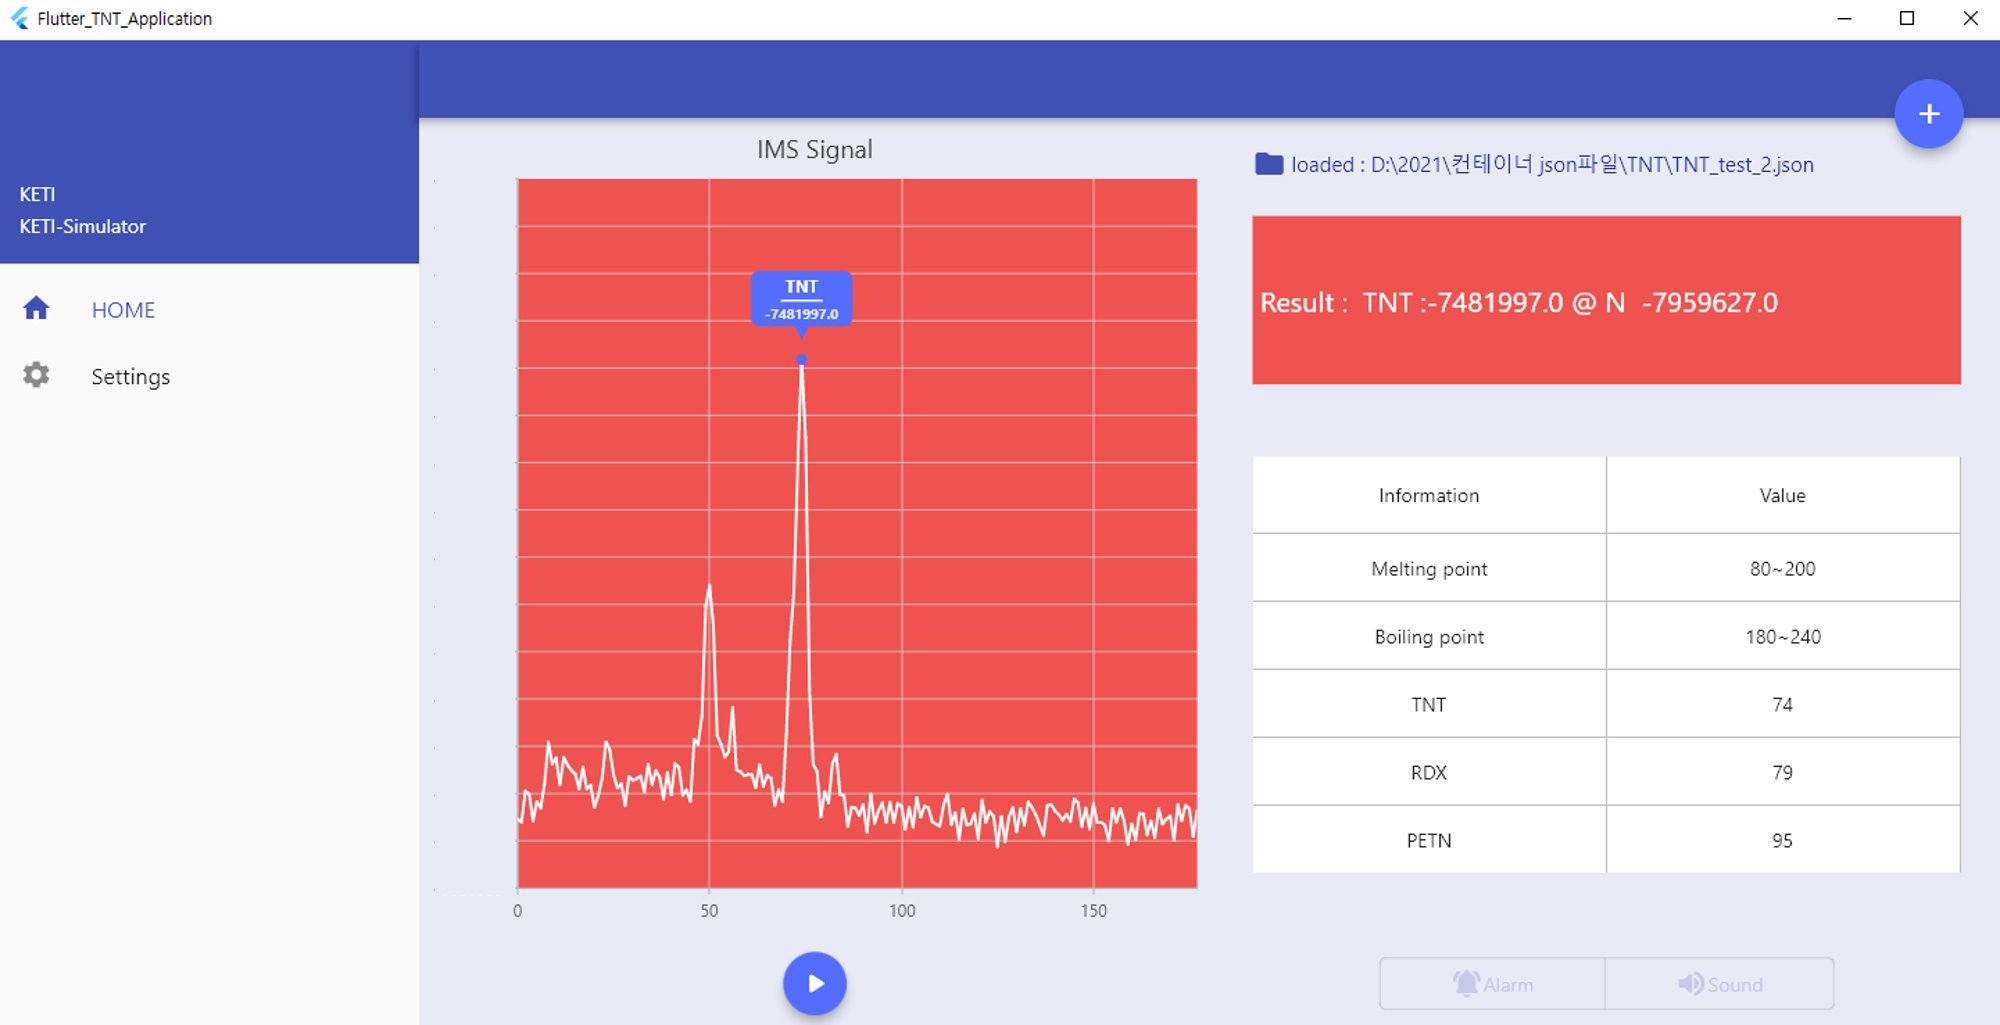 Flutter_TNT_Application
KETI
KETI-Simulator
HOME
Settings
IMS Signal
TNT
-7481997.0
0 50 100 150
loaded : D:\2021\컨테이너 json파일\TNT\TNT_test_2.json
Result : TNT :-7481997.0 @ N -7959627.0
Information Value
Melting point 80~200
Boiling point 180~240
TNT 74
RDX 79
PETN 95
Alarm Sound